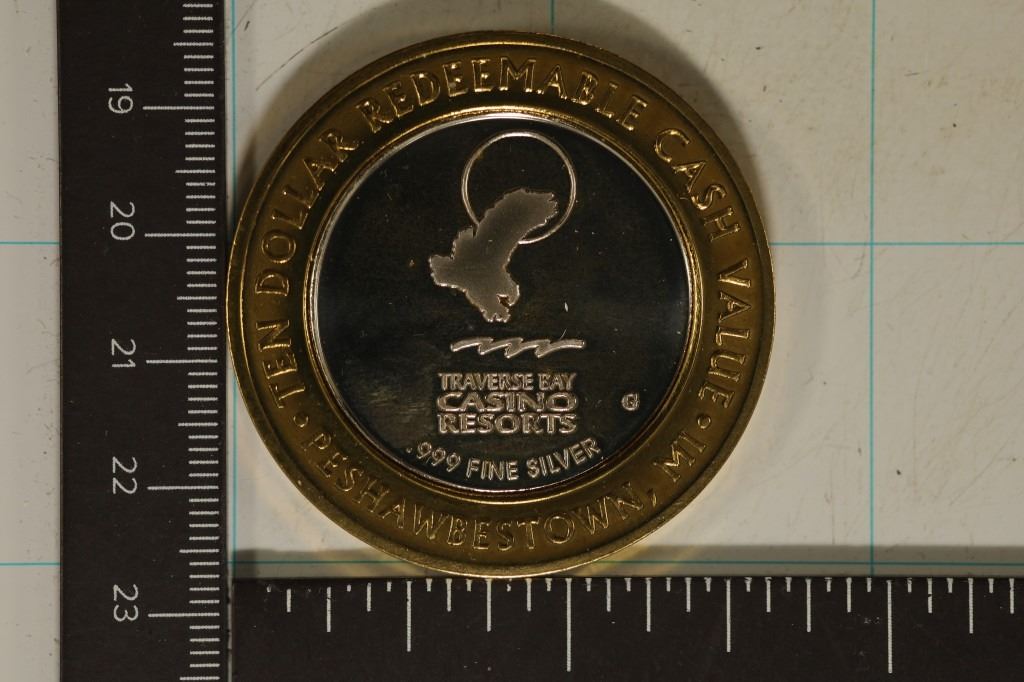 • TEN DOLLAR REDEEMABLE CASH VALUE •
PESHAWBESTOWN, MI
TRAVERSE BAY
CASINO
RESORTS
G
.999 FINE SILVER
19
20
21
22
23